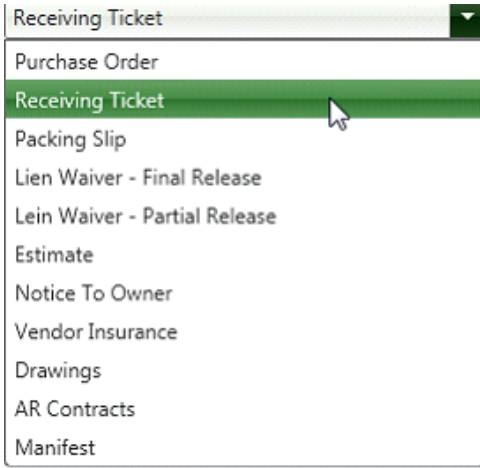 Receiving Ticket
Purchase Order
Receiving Ticket
Packing Slip
Lien Waiver - Final Release
Lein Waiver - Partial Release
Estimate
Notice To Owner
Vendor Insurance
Drawings
AR Contracts
Manifest